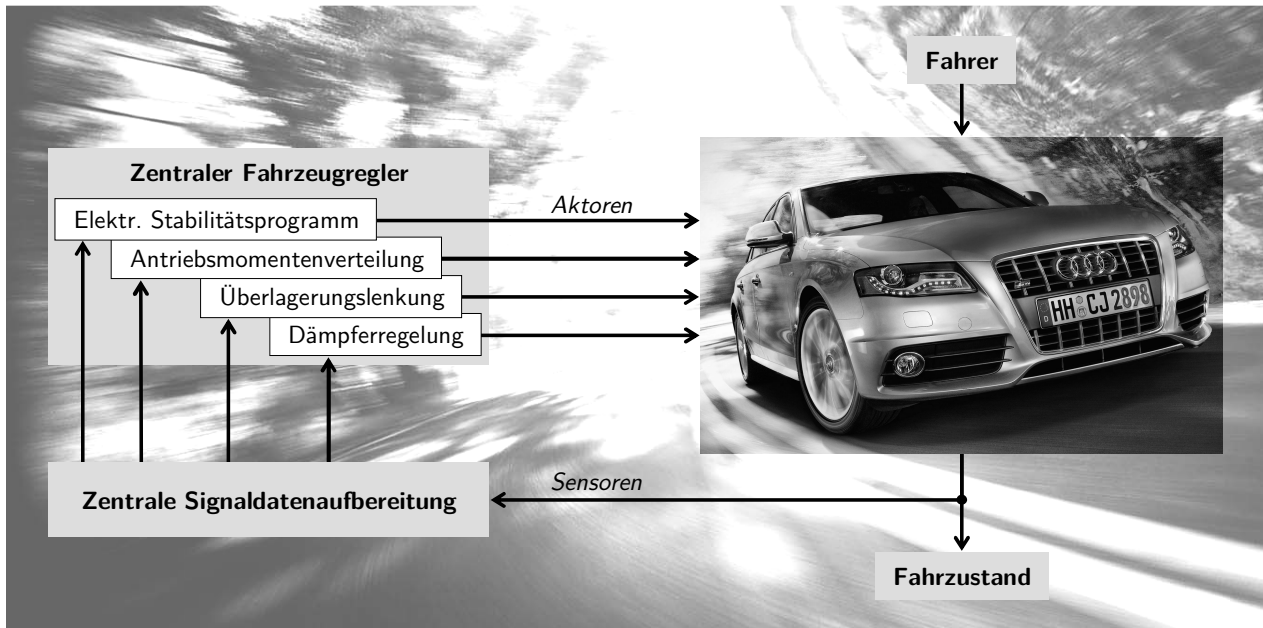 Fahrer
Zentraler Fahrzeugregler
Elektr. Stabilitätsprogramm
Aktoren
Antriebsmomentenverteilung
Überlagerungslenkung
Dämpferregelung
HH CJ 2898
Zentrale Signaldatenaufbereitung
Sensoren
Fahrzustand